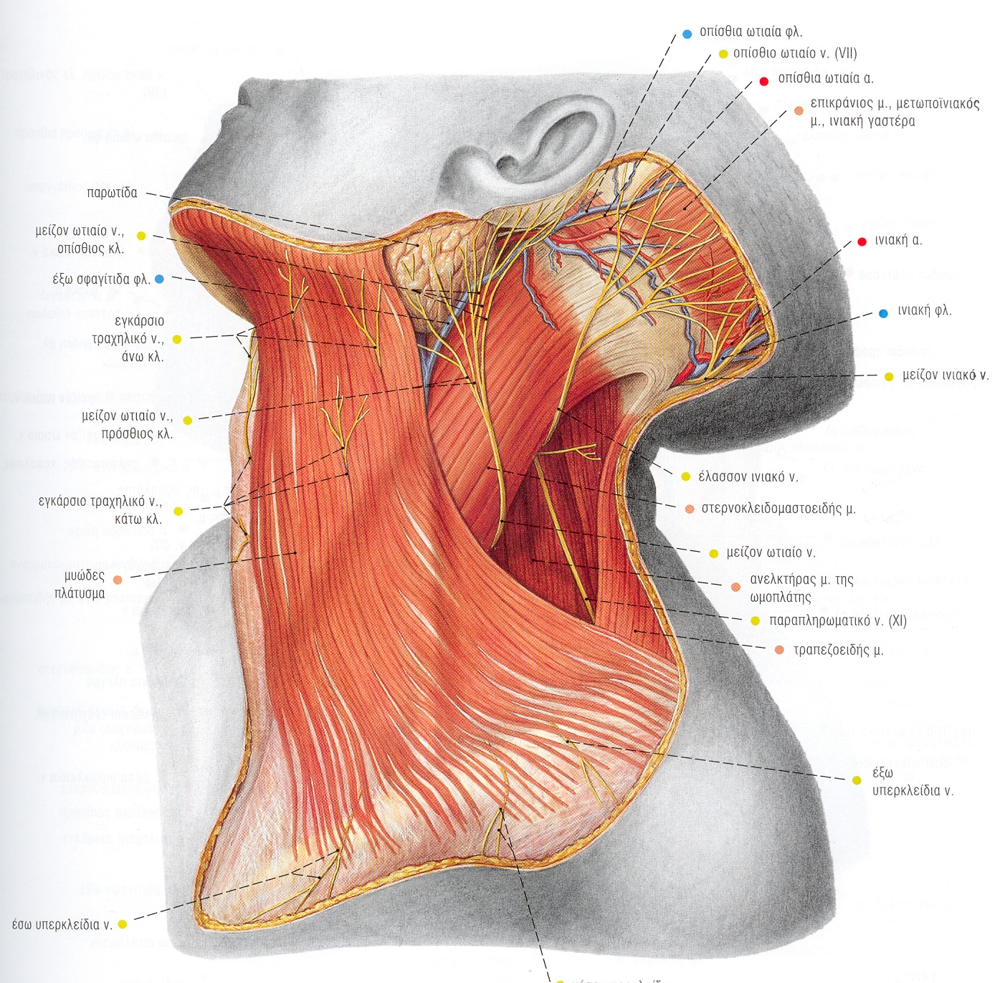 οπίσθια ωτιαία φλ.
οπίσθιο ωτιαίο ν. (VII)
οπίσθια ωτιαία α.
επικράνιος μ., μετωποϊνιακός
μ., ινιακή γαστέρα
παρωτίδα
μείζον ωτιαίο ν.,
οπίσθιος κλ.
ινιακή α.
έξω σφαγίτιδα φλ.
ινιακή φλ.
εγκάρσιο
τραχηλικό ν.,
άνω κλ.
μείζον ινιακό ν.
μείζον ωτιαίο ν.,
πρόσθιος κλ.
έλασσον ινιακό ν.
εγκάρσιο τραχηλικό ν.,
κάτω κλ.
στερνοκλειδομαστοειδής μ.
μείζον ωτιαίο ν.
μυώδες
πλάτυσμα
ανελκτήρας μ. της
ωμοπλάτης
παραπληρωματικό ν. (XI)
τραπεζοειδής μ.
έξω
υπερκλείδια ν.
έσω υπερκλείδια ν.